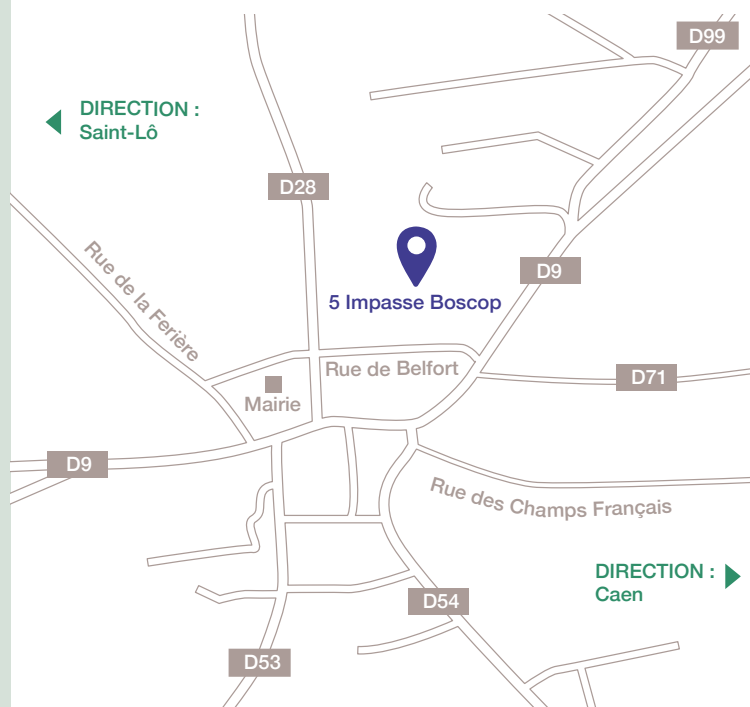 D99
DIRECTION :
Saint-Lô
D28
Rue de la Ferière
D9
5 Impasse Boscop
Rue de Belfort
D71
Mairie
D9
Rue des Champs Français
DIRECTION :
Caen
D54
D53